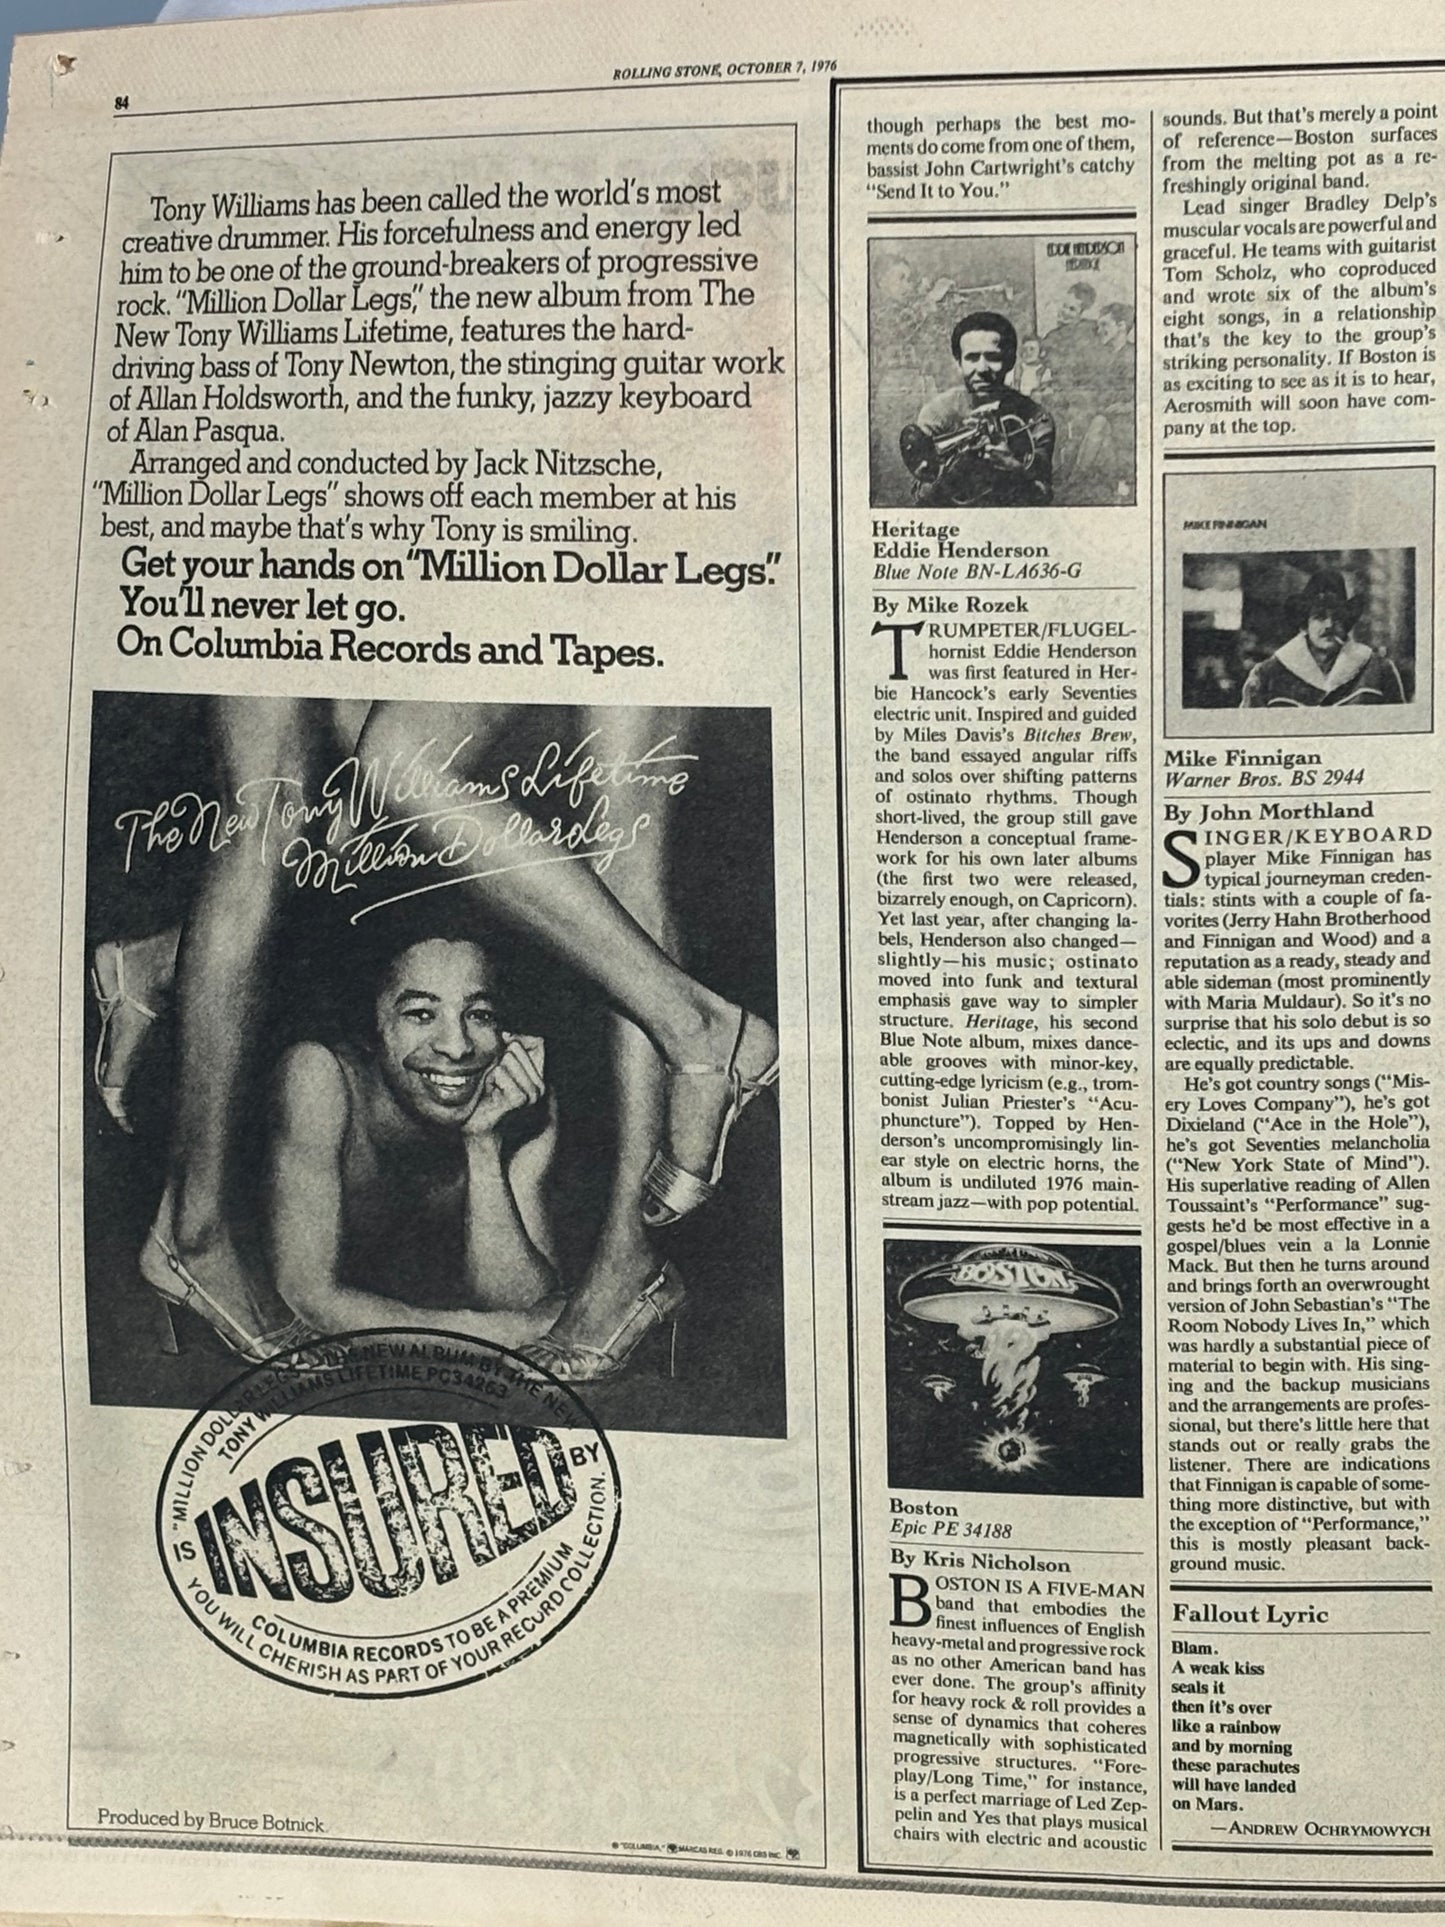 ROLLING STONE, OCTOBER 7, 1976
84
Tony Williams has been called the world's most
creative drummer. His forcefulness and energy led
him to be one of the ground-breakers of progressive
rock. "Million Dollar Legs," the new album from The
New Tony Williams Lifetime, features the hard-
driving bass of Tony Newton, the stinging guitar work
of Allan Holdsworth, and the funky, jazzy keyboard
of Alan Pasqua.
Arranged and conducted by Jack Nitzsche,
"Million Dollar Legs" shows off each member at his
best, and maybe that's why Tony is smiling.
Get your hands on "Million Dollar Legs."
You'll never let go.
On Columbia Records and Tapes.
The New Tony Williams Lifetime
Million Dollar Legs
"MILLION DOLLAR LEGS" THE NEW ALBUM BY THE NEW
TONY WILLIAMS LIFETIME PC34263
IS INSURED BY
COLUMBIA RECORDS TO BE A PREMIUM
YOU WILL CHERISH AS PART OF YOUR RECORD COLLECTION.
Produced by Bruce Botnick.
® "COLUMBIA," MARCAS REG. © 1976 CBS INC.
though perhaps the best mo-
ments do come from one of them,
bassist John Cartwright's catchy
"Send It to You."
EDDIE HENDERSON
HERITAGE
Heritage
Eddie Henderson
Blue Note BN-LA636-G
By Mike Rozek
TRUMPETER/FLUGEL-
hornist Eddie Henderson
was first featured in Her-
bie Hancock's early Seventies
electric unit. Inspired and guided
by Miles Davis's Bitches Brew,
the band essayed angular riffs
and solos over shifting patterns
of ostinato rhythms. Though
short-lived, the group still gave
Henderson a conceptual frame-
work for his own later albums
(the first two were released,
bizarrely enough, on Capricorn).
Yet last year, after changing la-
bels, Henderson also changed—
slightly—his music; ostinato
moved into funk and textural
emphasis gave way to simpler
structure. Heritage, his second
Blue Note album, mixes dance-
able grooves with minor-key,
cutting-edge lyricism (e.g., trom-
bonist Julian Priester's "Acu-
phuncture"). Topped by Hen-
derson's uncompromisingly lin-
ear style on electric horns, the
album is undiluted 1976 main-
stream jazz—with pop potential.
BOSTON
Boston
Epic PE 34188
By Kris Nicholson
BOSTON IS A FIVE-MAN
band that embodies the
finest influences of English
heavy-metal and progressive rock
as no other American band has
ever done. The group's affinity
for heavy rock & roll provides a
sense of dynamics that coheres
magnetically with sophisticated
progressive structures. "Fore-
play/Long Time," for instance,
is a perfect marriage of Led Zep-
pelin and Yes that plays musical
chairs with electric and acoustic
sounds. But that's merely a point
of reference—Boston surfaces
from the melting pot as a re-
freshingly original band.
Lead singer Bradley Delp's
muscular vocals are powerful and
graceful. He teams with guitarist
Tom Scholz, who coproduced
and wrote six of the album's
eight songs, in a relationship
that's the key to the group's
striking personality. If Boston is
as exciting to see as it is to hear,
Aerosmith will soon have com-
pany at the top.
MIKE FINNIGAN
Mike Finnigan
Warner Bros. BS 2944
By John Morthland
SINGER/KEYBOARD
player Mike Finnigan has
typical journeyman creden-
tials: stints with a couple of fa-
vorites (Jerry Hahn Brotherhood
and Finnigan and Wood) and a
reputation as a ready, steady and
able sideman (most prominently
with Maria Muldaur). So it's no
surprise that his solo debut is so
eclectic, and its ups and downs
are equally predictable.
He's got country songs ("Mis-
ery Loves Company"), he's got
Dixieland ("Ace in the Hole"),
he's got Seventies melancholia
("New York State of Mind").
His superlative reading of Allen
Toussaint's "Performance" sug-
gests he'd be most effective in a
gospel/blues vein a la Lonnie
Mack. But then he turns around
and brings forth an overwrought
version of John Sebastian's "The
Room Nobody Lives In," which
was hardly a substantial piece of
material to begin with. His sing-
ing and the backup musicians
and the arrangements are profes-
sional, but there's little here that
stands out or really grabs the
listener. There are indications
that Finnigan is capable of some-
thing more distinctive, but with
the exception of "Performance,"
this is mostly pleasant back-
ground music.
Fallout Lyric
Blam.
A weak kiss
seals it
then it's over
like a rainbow
and by morning
these parachutes
will have landed
on Mars.
—ANDREW OCHRYMOWYCH